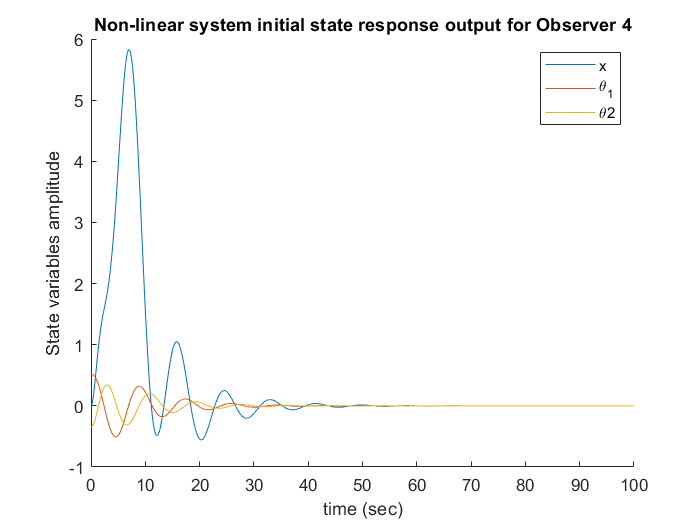 Non-linear system initial state response output for Observer 4
6
5
4
3
2
1
0
-1
State variables amplitude
x
θ1
θ2
0 10 20 30 40 50 60 70 80 90 100
time (sec)